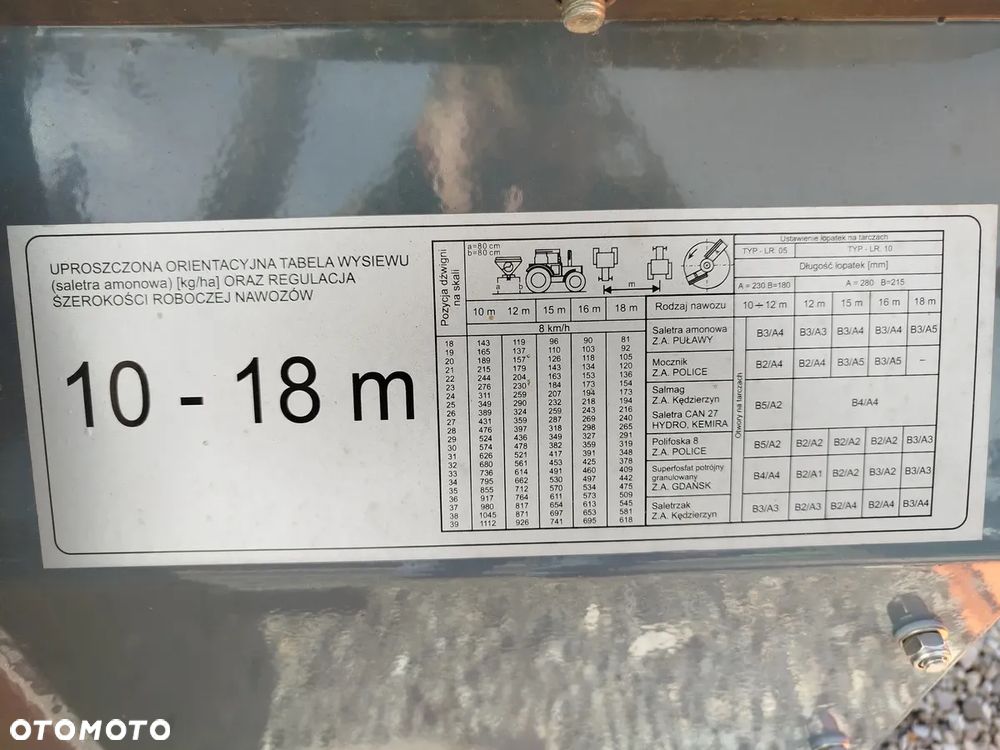 UPROSZCZONA ORIENTACYJNA TABELA WYSIEWU
(saletra amonowa) [kg/ha] ORAZ REGULACJA
SZEROKOŚCI ROBOCZEJ NAWOZÓW
10 - 18 m
Pozycja dźwigni
na skali
a=80 cm
b=80cm
a
b
m
10 m 12 m 15 m 16 m 18 m
8 km/h
18 143 119 96 90 81
19 165 137 110 103 92
20 189 157 126 118 105
21 215 179 143 134 120
22 244 204 163 153 136
23 276 230 184 173 154
24 311 259 207 194 173
25 349 290 232 218 194
26 389 324 259 243 216
27 431 359 287 269 240
28 476 397 318 298 265
29 524 436 349 327 291
30 574 478 382 359 319
31 626 521 417 391 348
32 680 561 453 425 378
33 736 614 491 460 409
34 795 662 530 497 442
35 855 712 570 534 475
36 917 764 611 573 509
37 980 817 654 613 545
38 1045 871 697 653 581
39 1112 926 741 695 618
Ustawienie łopatek na tarczach
TYP - LR 05 TYP - LR 10
Długość łopatek [mm]
A = 230 B=180 A = 280 B=215
Rodzaj nawozu 10 ÷ 12 m 12 m 15 m 16 m 18 m
Otwory na tarczach
Saletra amonowa
Z.A. PUŁAWY
B3/A4 B3/A3 B3/A4 B3/A4 B3/A5
Mocznik
Z.A. POLICE
B2/A4 B2/A4 B3/A5 B3/A5 –
Salmag
Z.A. Kędzierzyn
Saletra CAN 27
HYDRO, KEMIRA
B5/A2 B4/A4
Polifoska 8
Z.A. POLICE
B5/A2 B2/A2 B2/A2 B2/A2 B3/A3
Superfosfat potrójny
granulowany
Z.A. GDAŃSK
B4/A4 B2/A1 B2/A2 B3/A2 B3/A3
Saletrzak
Z.A. Kędzierzyn
B3/A3 B2/A3 B2/A4 B2/A4 B3/A4
OTOMOTO